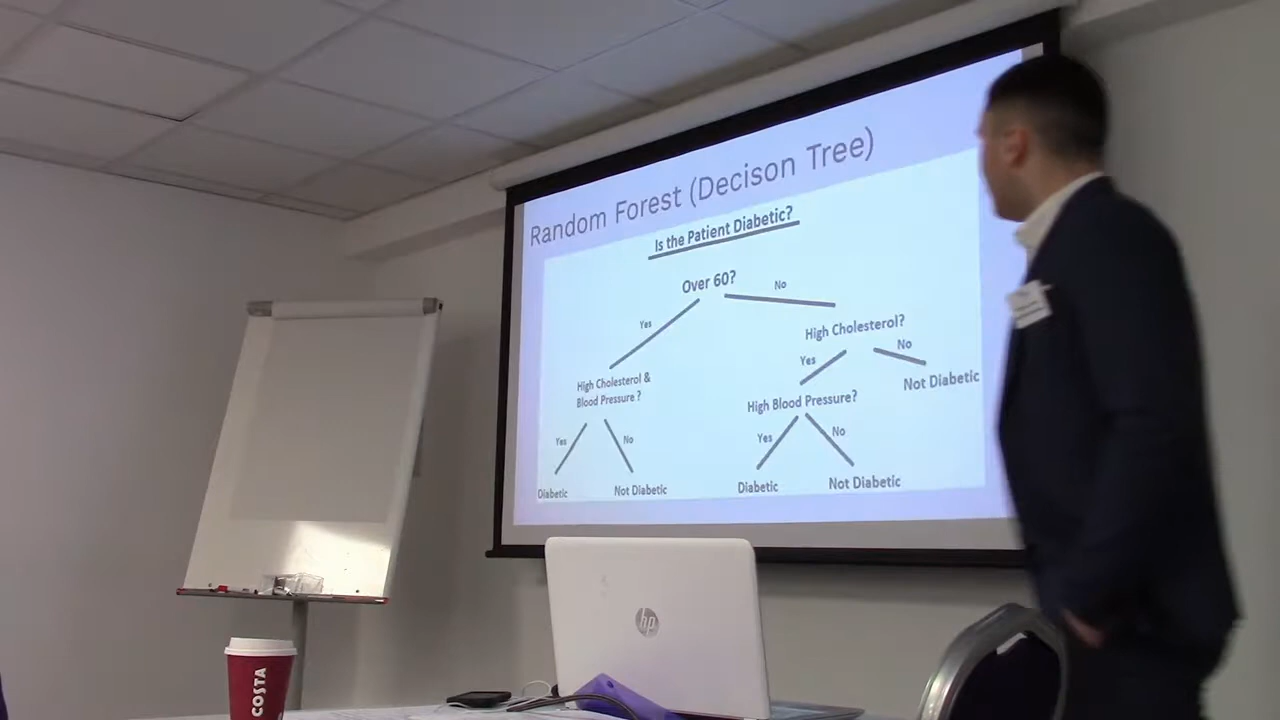 Random Forest (Decison Tree)
Is the Patient Diabetic?
Over 60?
Yes
No
High Cholesterol?
Yes
No
High Cholesterol &
Blood Pressure ?
High Blood Pressure?
Not Diabetic
Yes
No
Yes
No
Diabetic
Not Diabetic
Diabetic
Not Diabetic
hp
COSTA